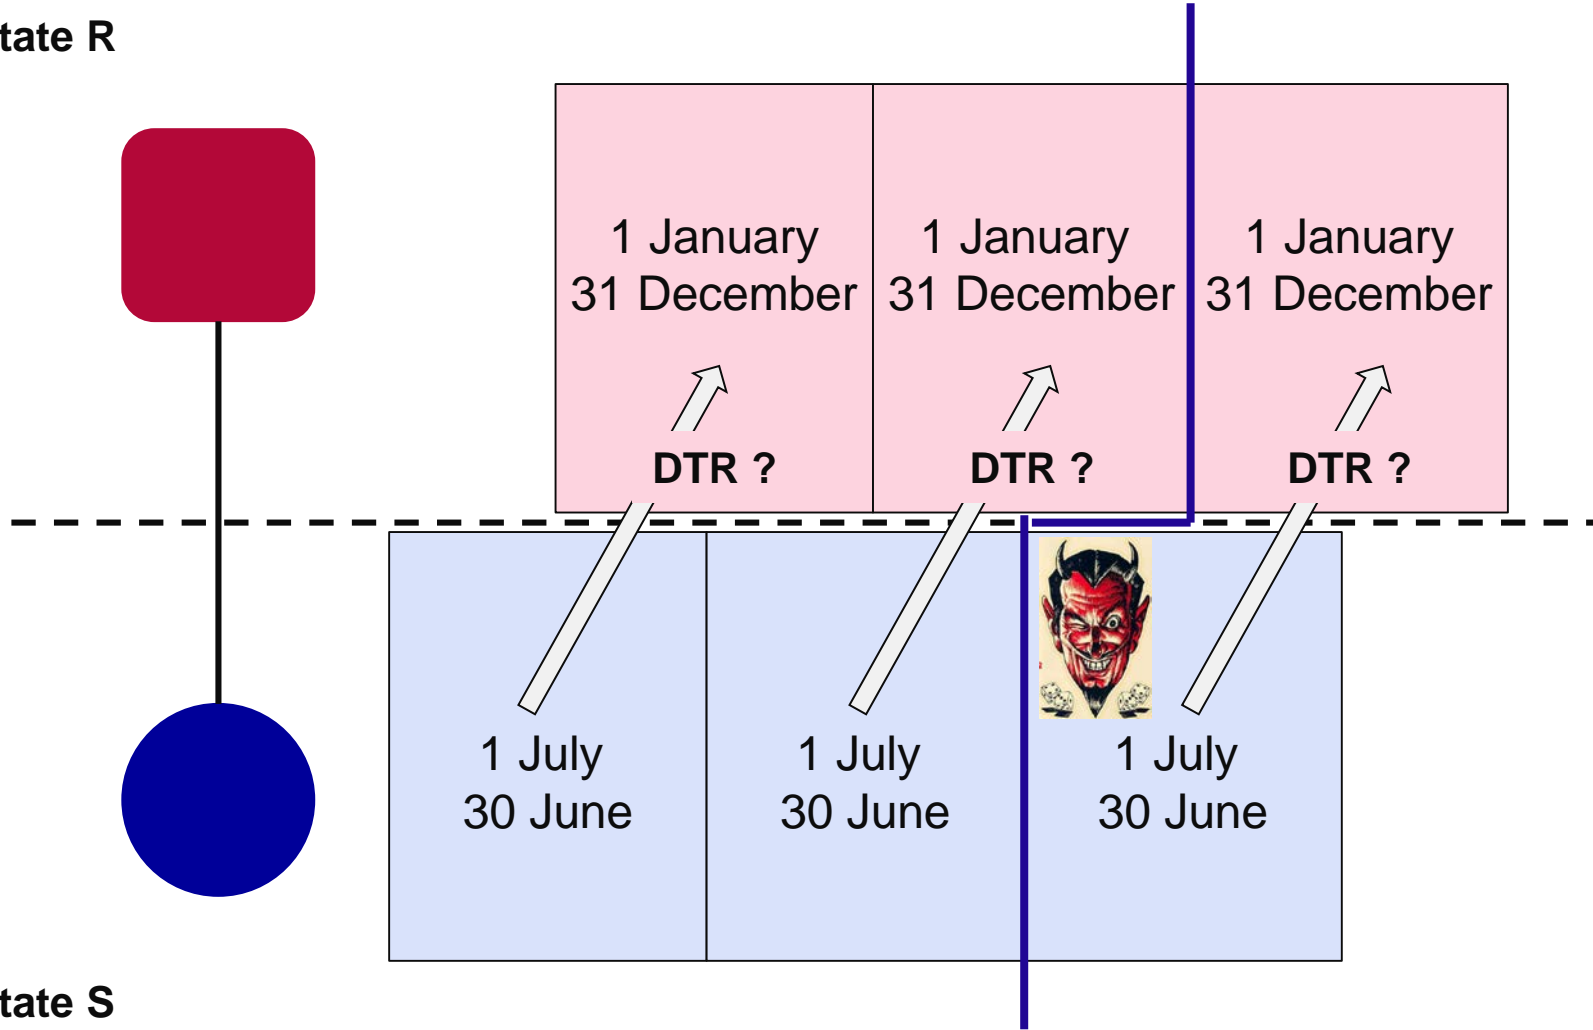 tate R
1 January 1 January 1 January
31 December 31 December 31 December
DTR ? DTR ? DTR ?
1 July 1 July 1 July
30 June 30 June 30 June
tate S